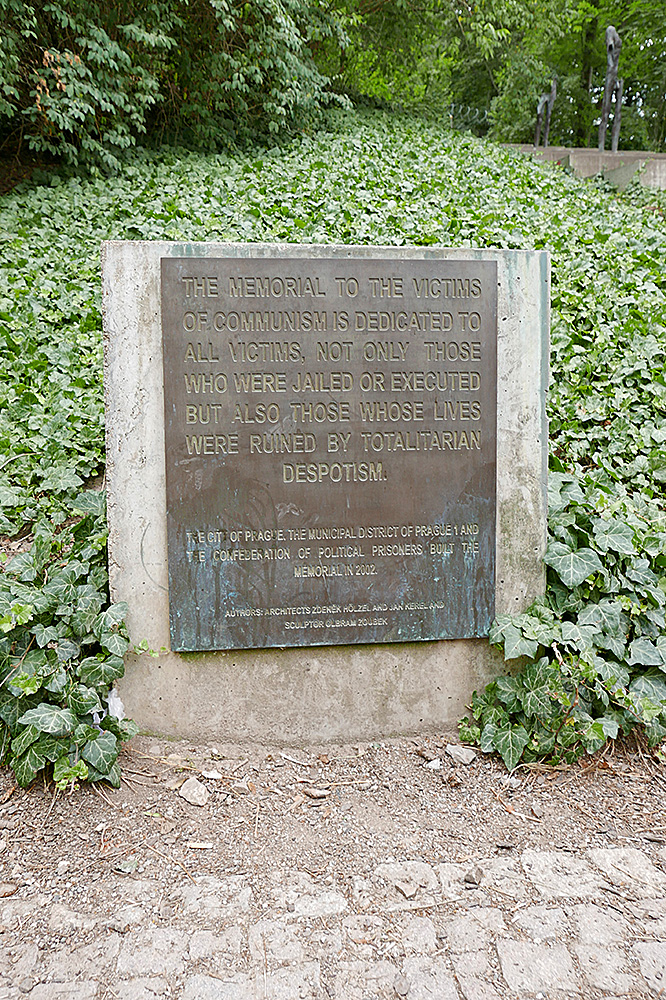 THE MEMORIAL TO THE VICTIMS
OF COMMUNISM IS DEDICATED TO
ALL VICTIMS, NOT ONLY THOSE
WHO WERE JAILED OR EXECUTED
BUT ALSO THOSE WHOSE LIVES
WERE RUINED BY TOTALITARIAN
DESPOTISM.
THE CITY OF PRAGUE, THE MUNICIPAL DISTRICT OF PRAGUE 1 AND
THE CONFEDERATION OF POLITICAL PRISONERS BUILT THE
MEMORIAL IN 2002.
AUTHORS: ARCHITECTS ZDENĚK HÖLZEL AND JAN KEREL AND
SCULPTOR OLBRAM ZOUBEK